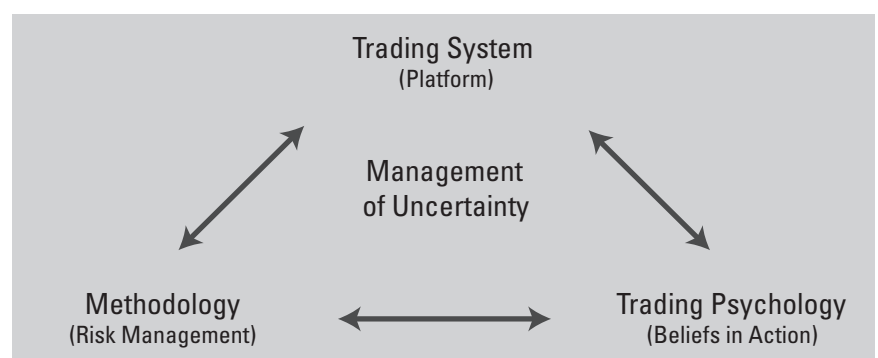 Trading System
(Platform)
Management
of Uncertainty
Methodology
(Risk Management)
Trading Psychology
(Beliefs in Action)